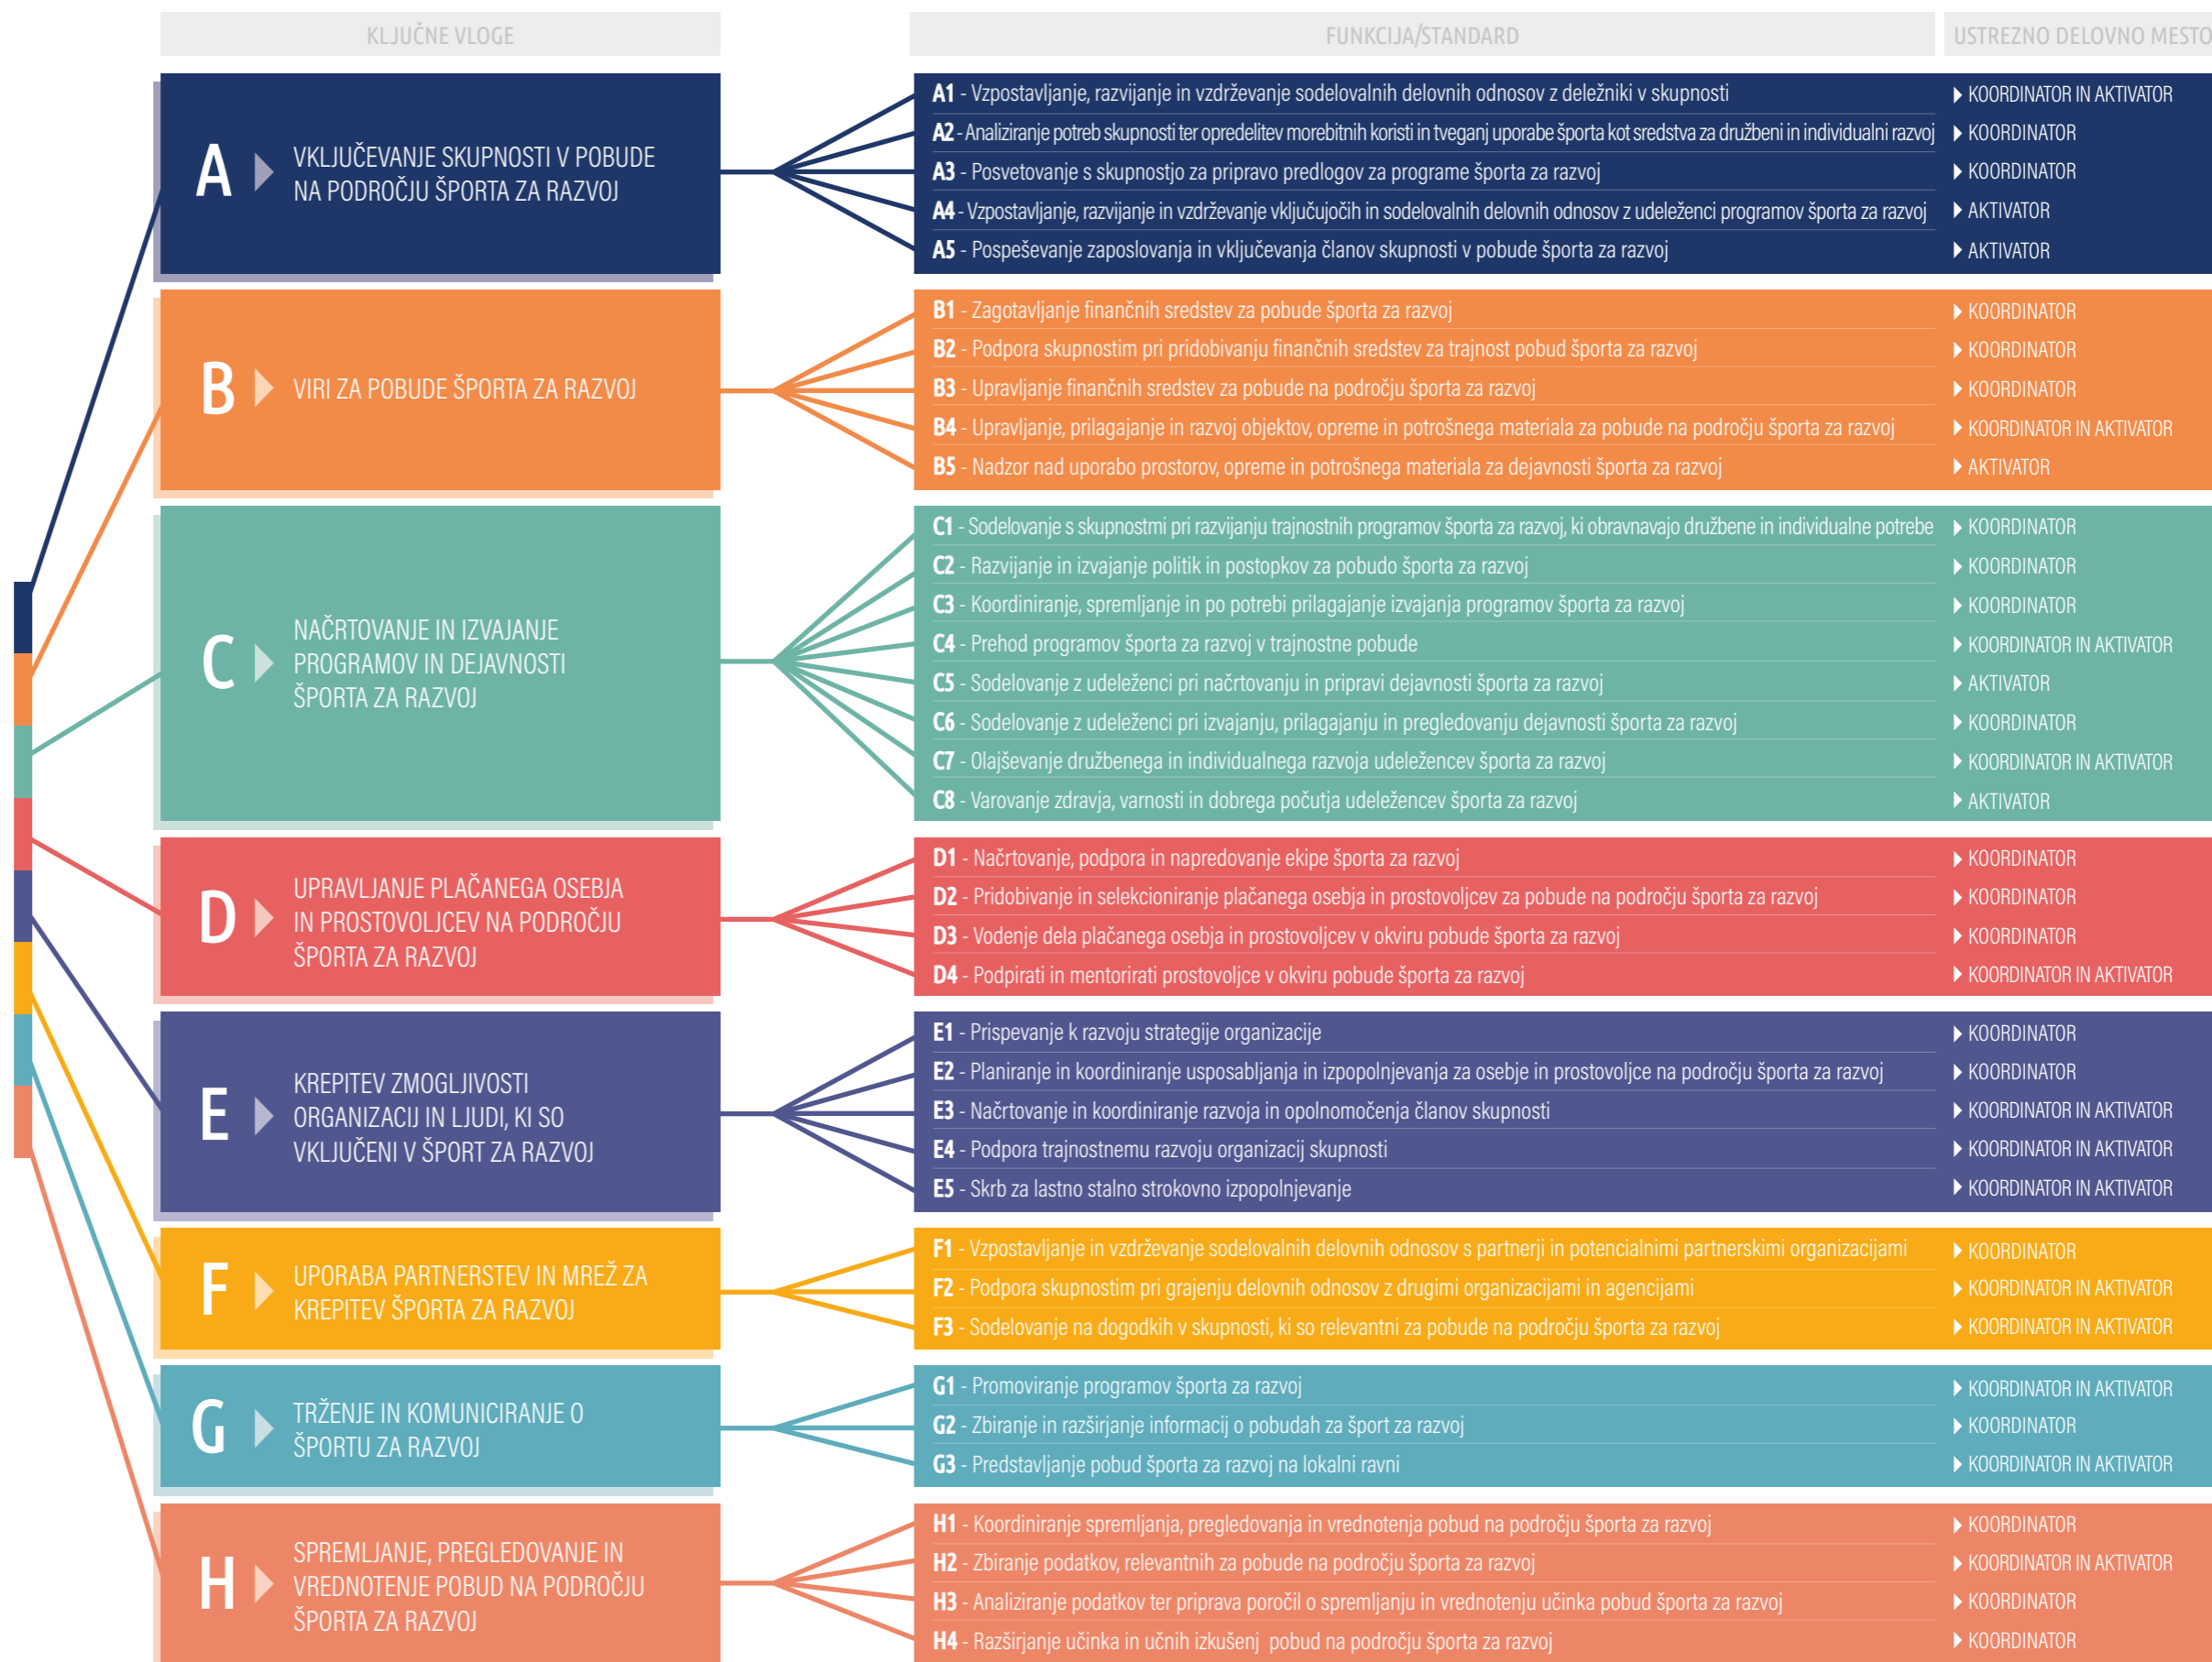 KLJUČNE VLOGE
FUNKCIJA/STANDARD
USTREZNO DELOVNO MESTO
A
VKLJUČEVANJE SKUPNOSTI V POBUDE
NA PODROČJU ŠPORTA ZA RAZVOJ
A1 - Vzpostavljanje, razvijanje in vzdrževanje sodelovalnih delovnih odnosov z deležniki v skupnosti
KOORDINATOR IN AKTIVATOR
A2 - Analiziranje potreb skupnosti ter opredelitev morebitnih koristi in tveganj uporabe športa kot sredstva za družbeni in individualni razvoj
KOORDINATOR
A3 - Posvetovanje s skupnostjo za pripravo predlogov za programe športa za razvoj
KOORDINATOR
A4 - Vzpostavljanje, razvijanje in vzdrževanje vključujočih in sodelovalnih delovnih odnosov z udeleženci programov športa za razvoj
AKTIVATOR
A5 - Pospeševanje zaposlovanja in vključevanja članov skupnosti v pobude športa za razvoj
AKTIVATOR
B
VIRI ZA POBUDE ŠPORTA ZA RAZVOJ
B1 - Zagotavljanje finančnih sredstev za pobude športa za razvoj
KOORDINATOR
B2 - Podpora skupnostim pri pridobivanju finančnih sredstev za trajnost pobud športa za razvoj
KOORDINATOR
B3 - Upravljanje finančnih sredstev za pobude na področju športa za razvoj
KOORDINATOR
B4 - Upravljanje, prilagajanje in razvoj objektov, opreme in potrošnega materiala za pobude na področju športa za razvoj
KOORDINATOR IN AKTIVATOR
B5 - Nadzor nad uporabo prostorov, opreme in potrošnega materiala za dejavnosti športa za razvoj
AKTIVATOR
C
NAČRTOVANJE IN IZVAJANJE
PROGRAMOV IN DEJAVNOSTI
ŠPORTA ZA RAZVOJ
C1 - Sodelovanje s skupnostmi pri razvijanju trajnostnih programov športa za razvoj, ki obravnavajo družbene in individualne potrebe
KOORDINATOR
C2 - Razvijanje in izvajanje politik in postopkov za pobudo športa za razvoj
KOORDINATOR
C3 - Koordiniranje, spremljanje in po potrebi prilagajanje izvajanja programov športa za razvoj
KOORDINATOR
C4 - Prehod programov športa za razvoj v trajnostne pobude
KOORDINATOR IN AKTIVATOR
C5 - Sodelovanje z udeleženci pri načrtovanju in pripravi dejavnosti športa za razvoj
AKTIVATOR
C6 - Sodelovanje z udeleženci pri izvajanju, prilagajanju in pregledovanju dejavnosti športa za razvoj
KOORDINATOR
C7 - Olajševanje družbenega in individualnega razvoja udeležencev športa za razvoj
KOORDINATOR IN AKTIVATOR
C8 - Varovanje zdravja, varnosti in dobrega počutja udeležencev športa za razvoj
AKTIVATOR
D
UPRAVLJANJE PLAČANEGA OSEBJA
IN PROSTOVOLJCEV NA PODROČJU
ŠPORTA ZA RAZVOJ
D1 - Načrtovanje, podpora in napredovanje ekipe športa za razvoj
KOORDINATOR
D2 - Pridobivanje in selekcioniranje plačanega osebja in prostovoljcev za pobude na področju športa za razvoj
KOORDINATOR
D3 - Vodenje dela plačanega osebja in prostovoljcev v okviru pobude športa za razvoj
KOORDINATOR
D4 - Podpirati in mentorirati prostovoljce v okviru pobude športa za razvoj
KOORDINATOR IN AKTIVATOR
E
KREPITEV ZMOGLJIVOSTI
ORGANIZACIJ IN LJUDI, KI SO
VKLJUČENI V ŠPORT ZA RAZVOJ
E1 - Prispevanje k razvoju strategije organizacije
KOORDINATOR
E2 - Planiranje in koordiniranje usposabljanja in izpopolnjevanja za osebje in prostovoljce na področju športa za razvoj
KOORDINATOR
E3 - Načrtovanje in koordiniranje razvoja in opolnomočenja članov skupnosti
KOORDINATOR IN AKTIVATOR
E4 - Podpora trajnostnemu razvoju organizacij skupnosti
KOORDINATOR IN AKTIVATOR
E5 - Skrb za lastno stalno strokovno izpopolnjevanje
KOORDINATOR IN AKTIVATOR
F
UPORABA PARTNERSTEV IN MREŽ ZA
KREPITEV ŠPORTA ZA RAZVOJ
F1 - Vzpostavljanje in vzdrževanje sodelovalnih delovnih odnosov s partnerji in potencialnimi partnerskimi organizacijami
KOORDINATOR
F2 - Podpora skupnostim pri grajenju delovnih odnosov z drugimi organizacijami in agencijami
KOORDINATOR IN AKTIVATOR
F3 - Sodelovanje na dogodkih v skupnosti, ki so relevantni za pobude na področju športa za razvoj
KOORDINATOR IN AKTIVATOR
G
TRŽENJE IN KOMUNICIRANJE O
ŠPORTU ZA RAZVOJ
G1 - Promoviranje programov športa za razvoj
KOORDINATOR IN AKTIVATOR
G2 - Zbiranje in razširjanje informacij o pobudah za šport za razvoj
KOORDINATOR
G3 - Predstavljanje pobud športa za razvoj na lokalni ravni
KOORDINATOR IN AKTIVATOR
H
SPREMLJANJE, PREGLEDOVANJE IN
VREDNOTENJE POBUD NA PODROČJU
ŠPORTA ZA RAZVOJ
H1 - Koordiniranje spremljanja, pregledovanja in vrednotenja pobud na področju športa za razvoj
KOORDINATOR
H2 - Zbiranje podatkov, relevantnih za pobude na področju športa za razvoj
KOORDINATOR IN AKTIVATOR
H3 - Analiziranje podatkov ter priprava poročil o spremljanju in vrednotenju učinka pobud športa za razvoj
KOORDINATOR
H4 - Razširjanje učinka in učnih izkušenj pobud na področju športa za razvoj
KOORDINATOR